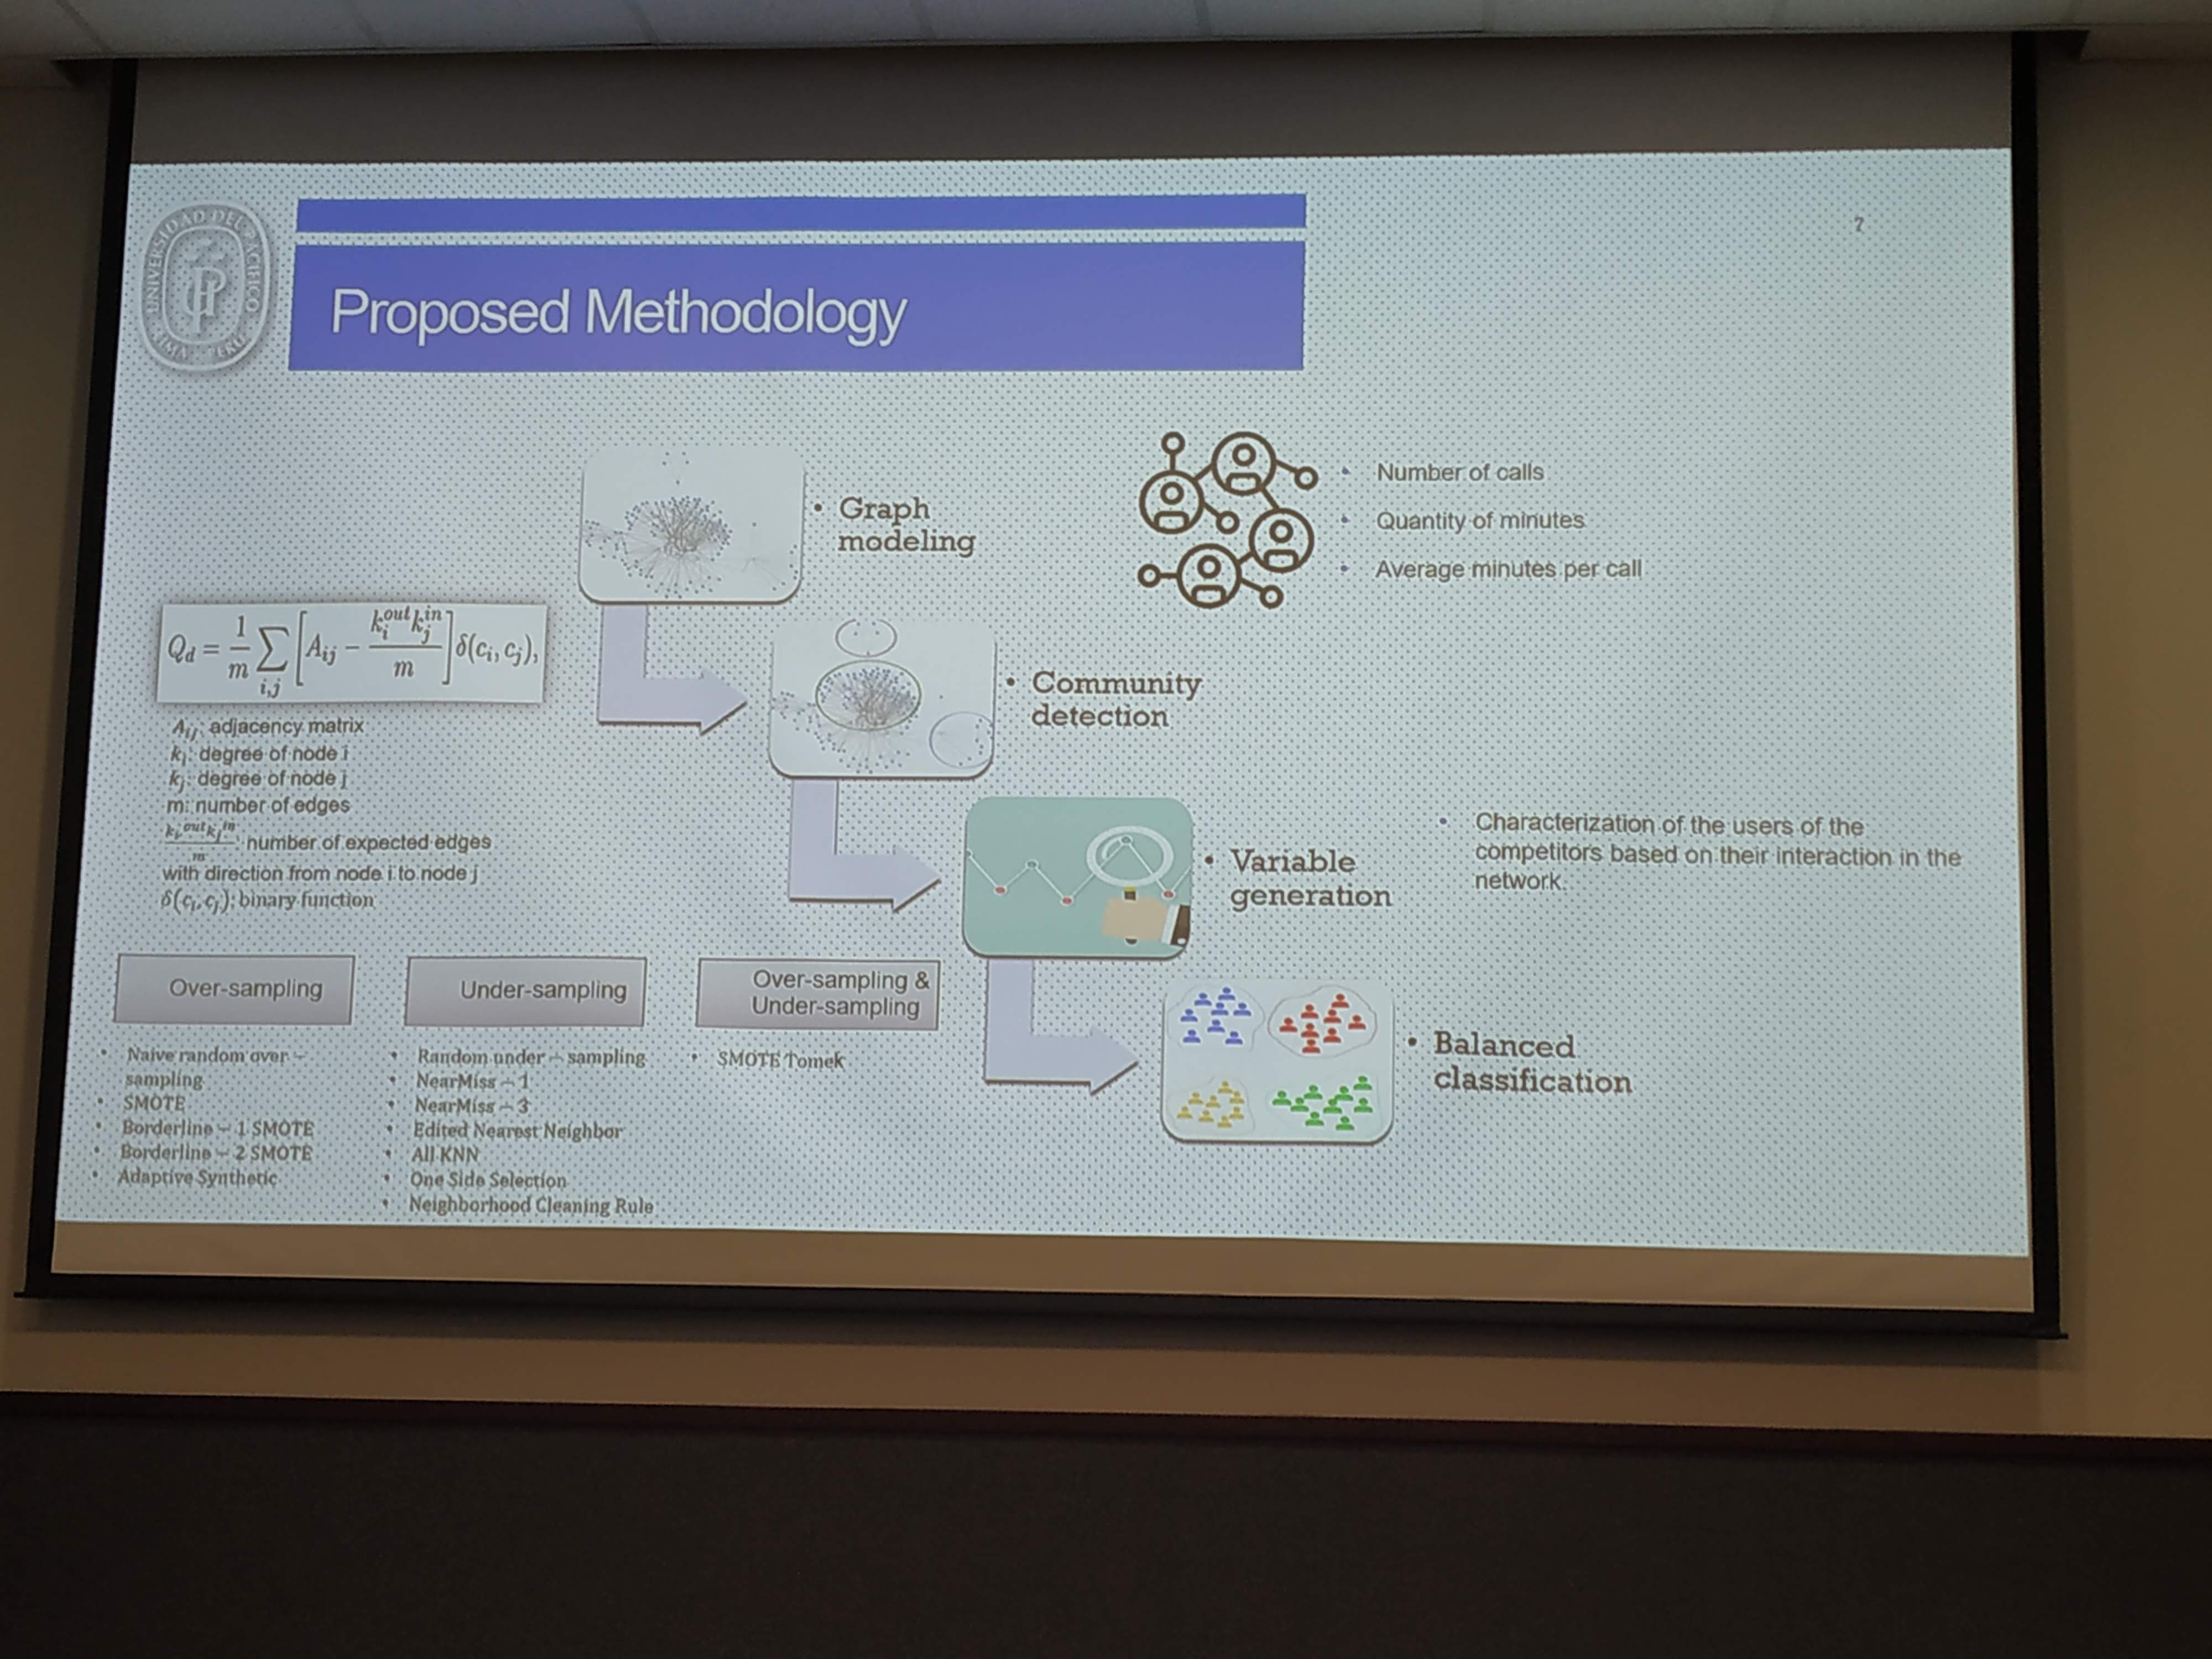 UNIVERSIDAD DEL PACIFICO
LIMA - PERU
7
Proposed Methodology
• Graph
modeling
• Number of calls
• Quantity of minutes
• Average minutes per call
Q_d = \frac{1}{m} \sum_{i,j} \left[ A_{ij} - \frac{k_i^{out} k_j^{in}}{m} \right] \delta(c_i, c_j),
A_{ij}: adjacency matrix
k_i: degree of node i
k_j: degree of node j
m: number of edges
\frac{k_i^{out} k_j^{in}}{m}: number of expected edges
with direction from node i to node j
δ(c_i, c_j): binary function
• Community
detection
• Variable
generation
• Characterization of the users of the
competitors based on their interaction in the
network.
• Balanced
classification
Over-sampling
• Naive random over –
sampling
• SMOTE
• Borderline – 1 SMOTE
• Borderline – 2 SMOTE
• Adaptive Synthetic
Under-sampling
• Random under – sampling
• NearMiss – 1
• NearMiss – 3
• Edited Nearest Neighbor
• All KNN
• One Side Selection
• Neighborhood Cleaning Rule
Over-sampling &
Under-sampling
• SMOTE Tomek